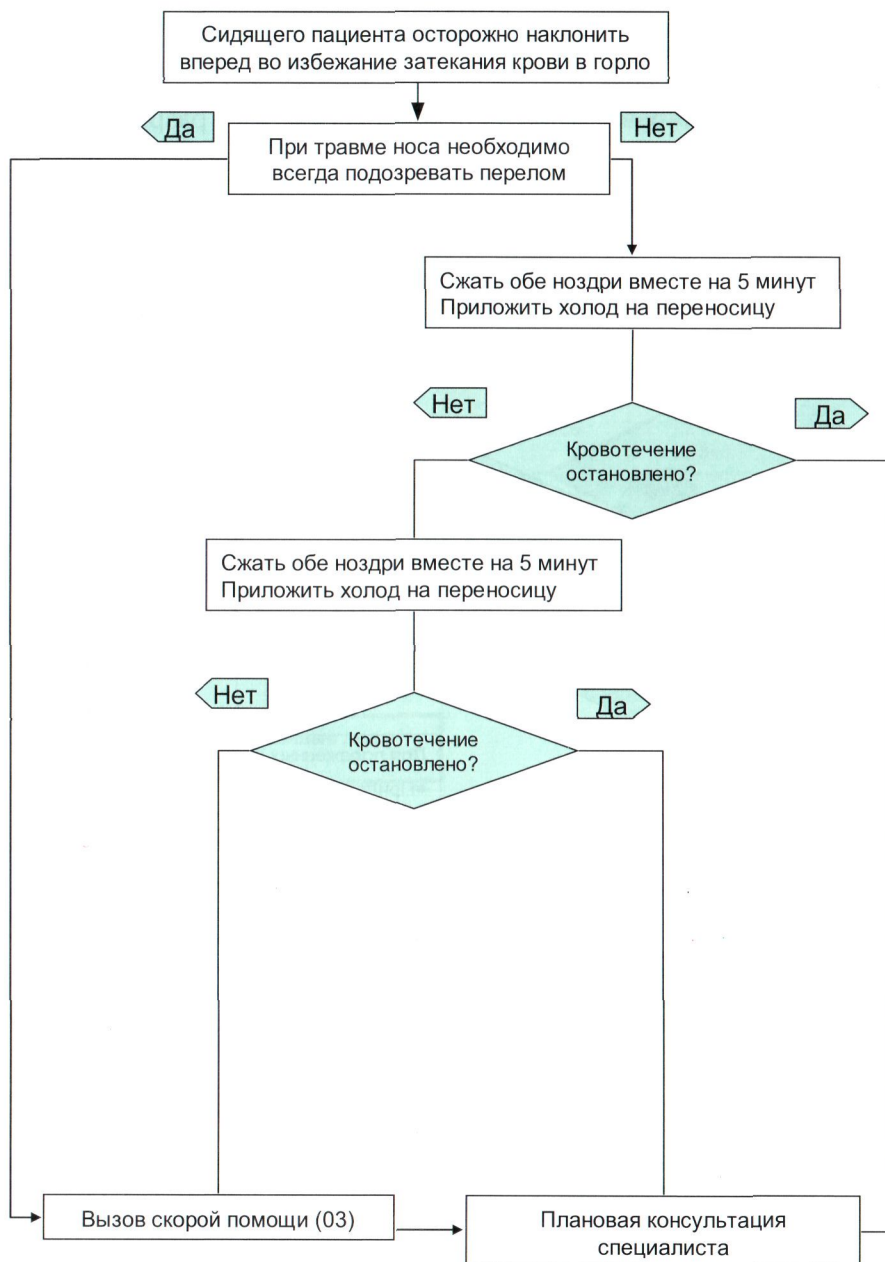 Сидящего пациента осторожно наклонить
вперед во избежание затекания крови в горло
Да
Нет
При травме носа необходимо
всегда подозревать перелом
Сжать обе ноздри вместе на 5 минут
Приложить холод на переносицу
Нет
Да
Кровотечение
остановлено?
Сжать обе ноздри вместе на 5 минут
Приложить холод на переносицу
Нет
Да
Кровотечение
остановлено?
Вызов скорой помощи (03)
Плановая консультация
специалиста